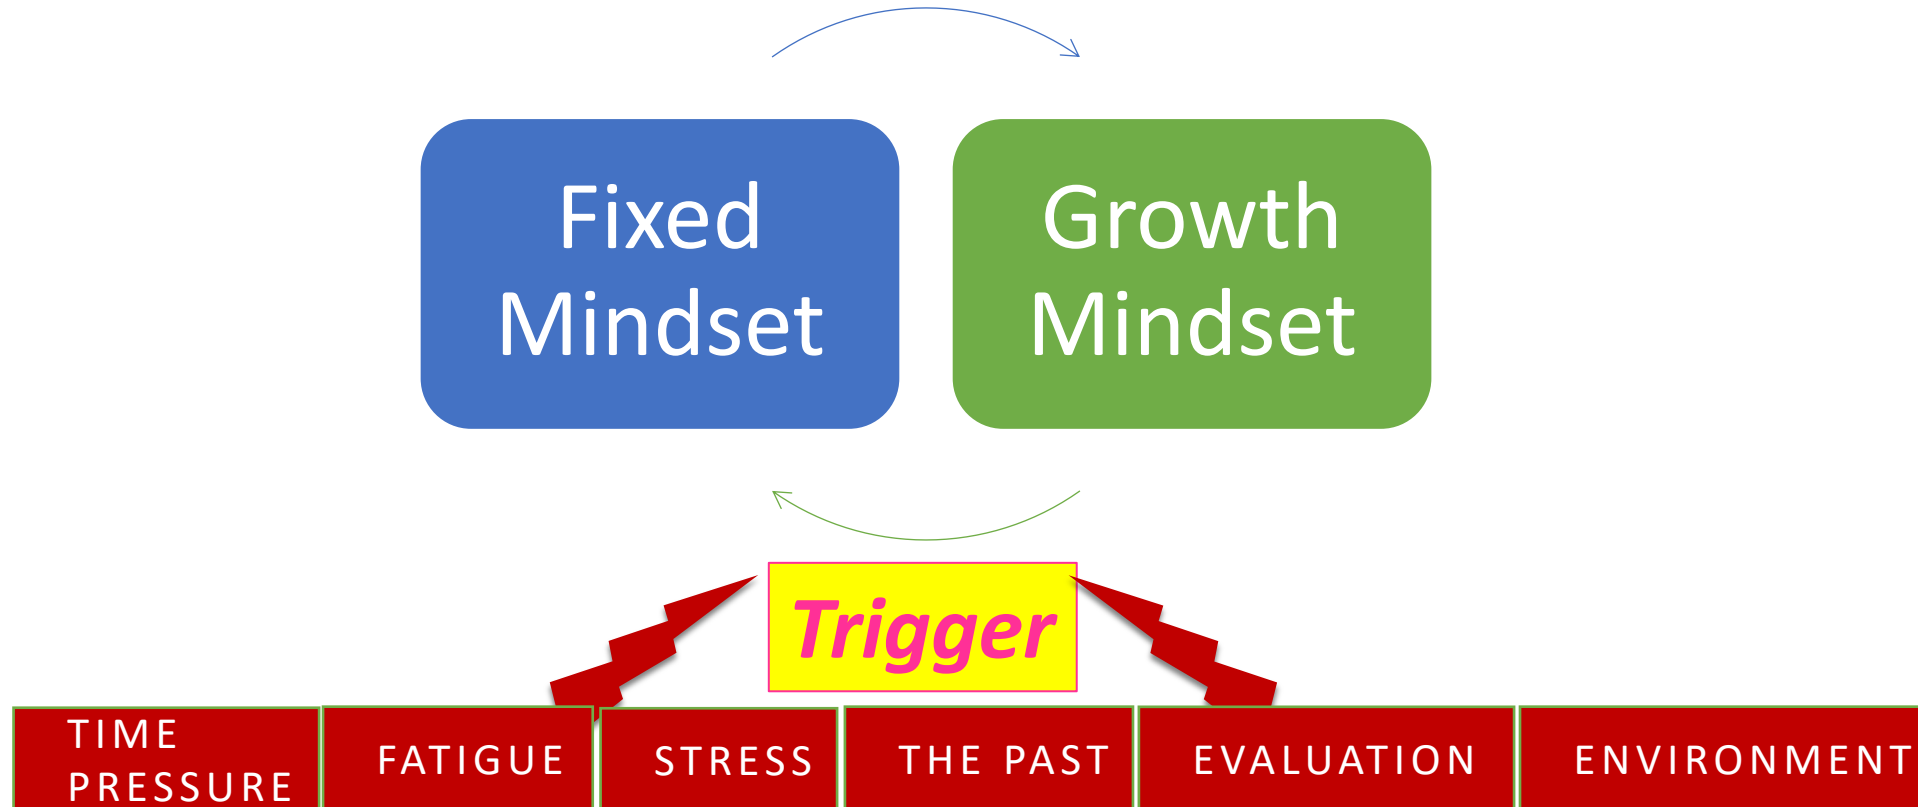 Fixed
Mindset
Growth
Mindset
Trigger
TIME
PRESSURE
FATIGUE
STRESS
THE PAST
EVALUATION
ENVIRONMENT